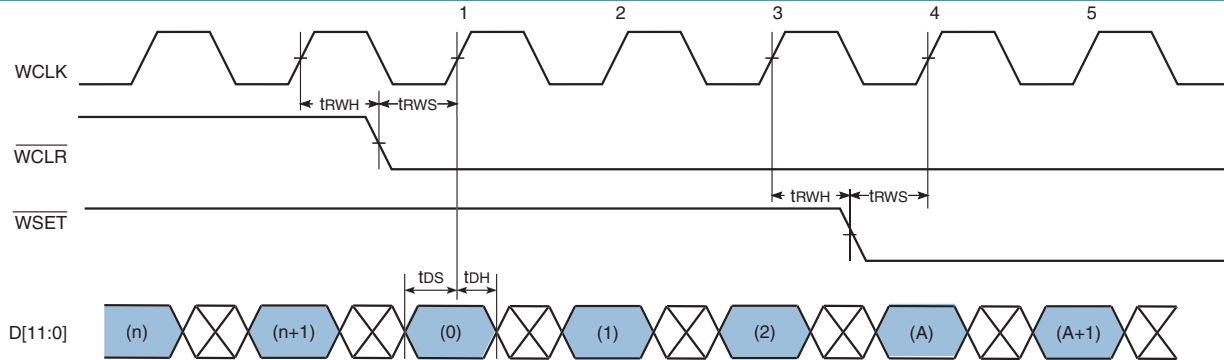 1 2 3 4 5
WCLK
tRWH tRWS
WCLR
tRWH tRWS
WSET
tDS tDH
D[11:0] (n) (n+1) (0) (1) (2) (A) (A+1)